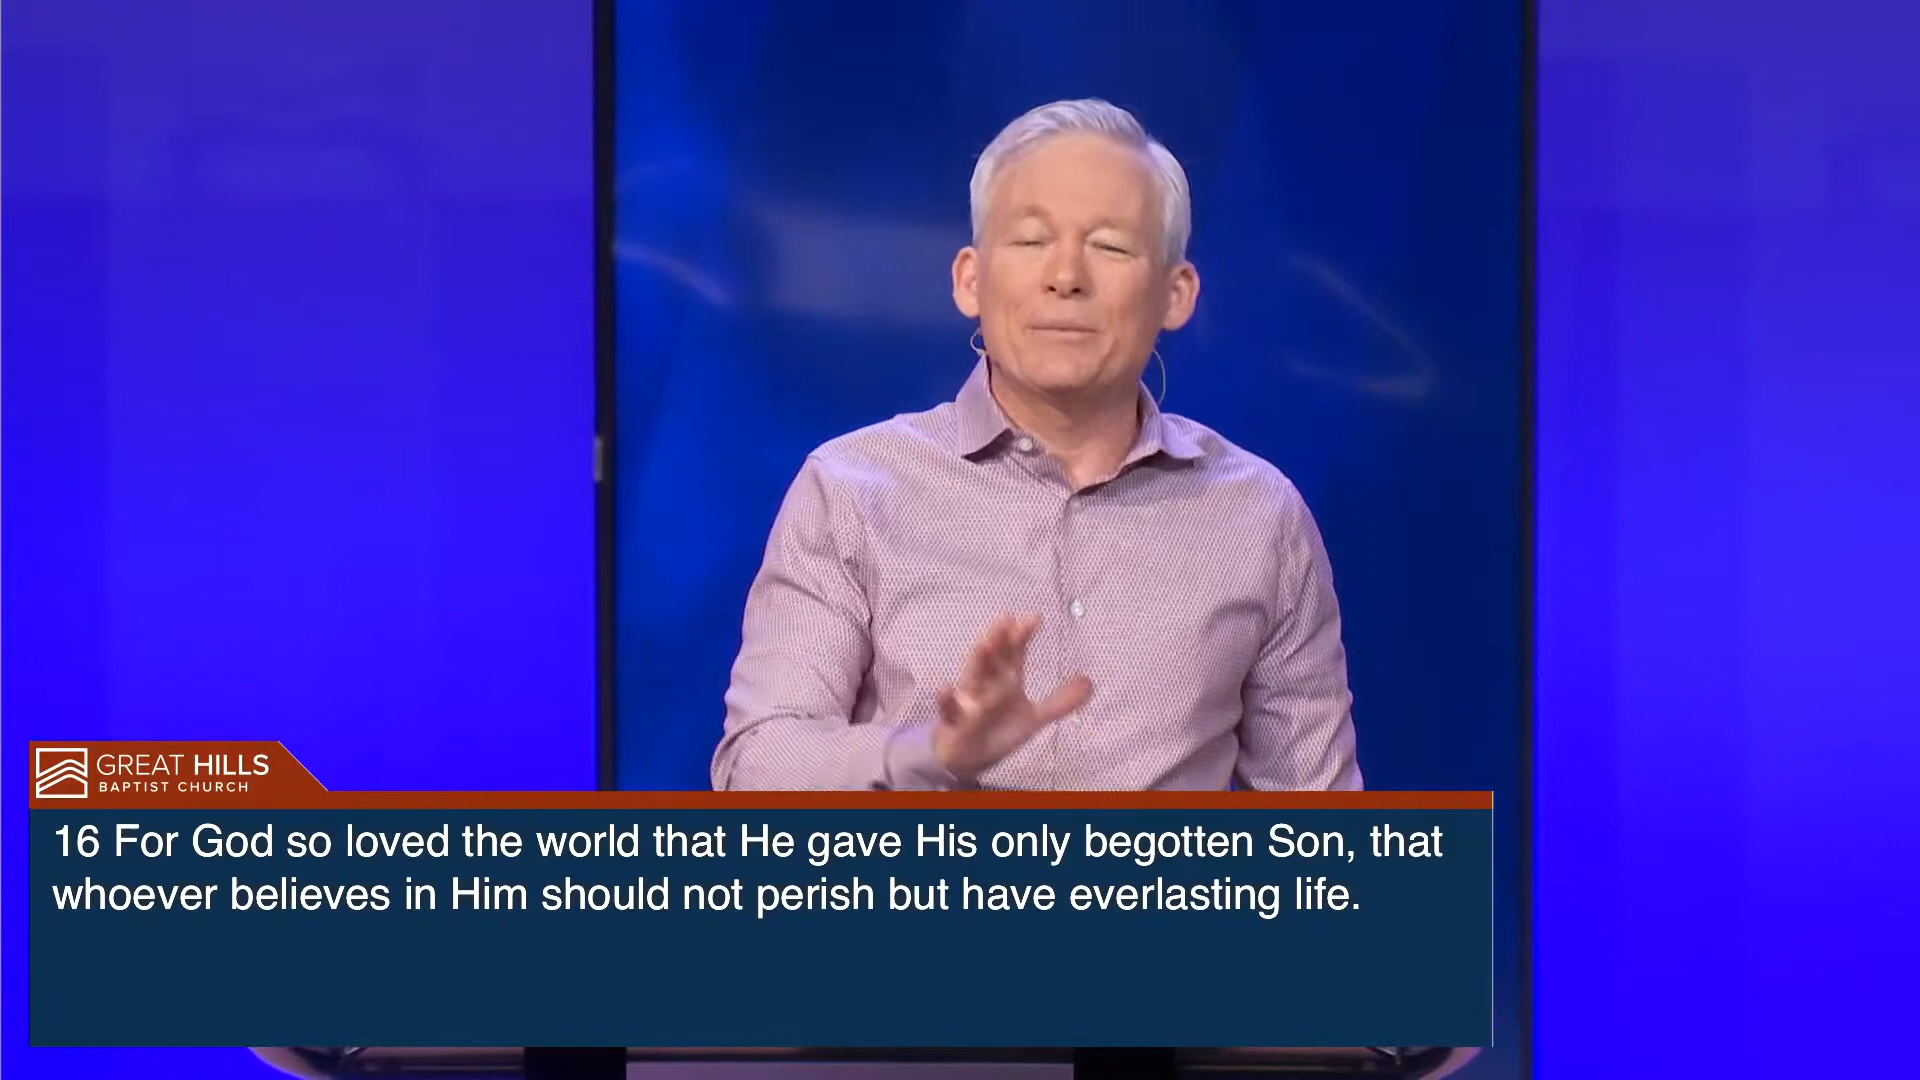 GREAT HILLS
BAPTIST CHURCH
16 For God so loved the world that He gave His only begotten Son, that
whoever believes in Him should not perish but have everlasting life.